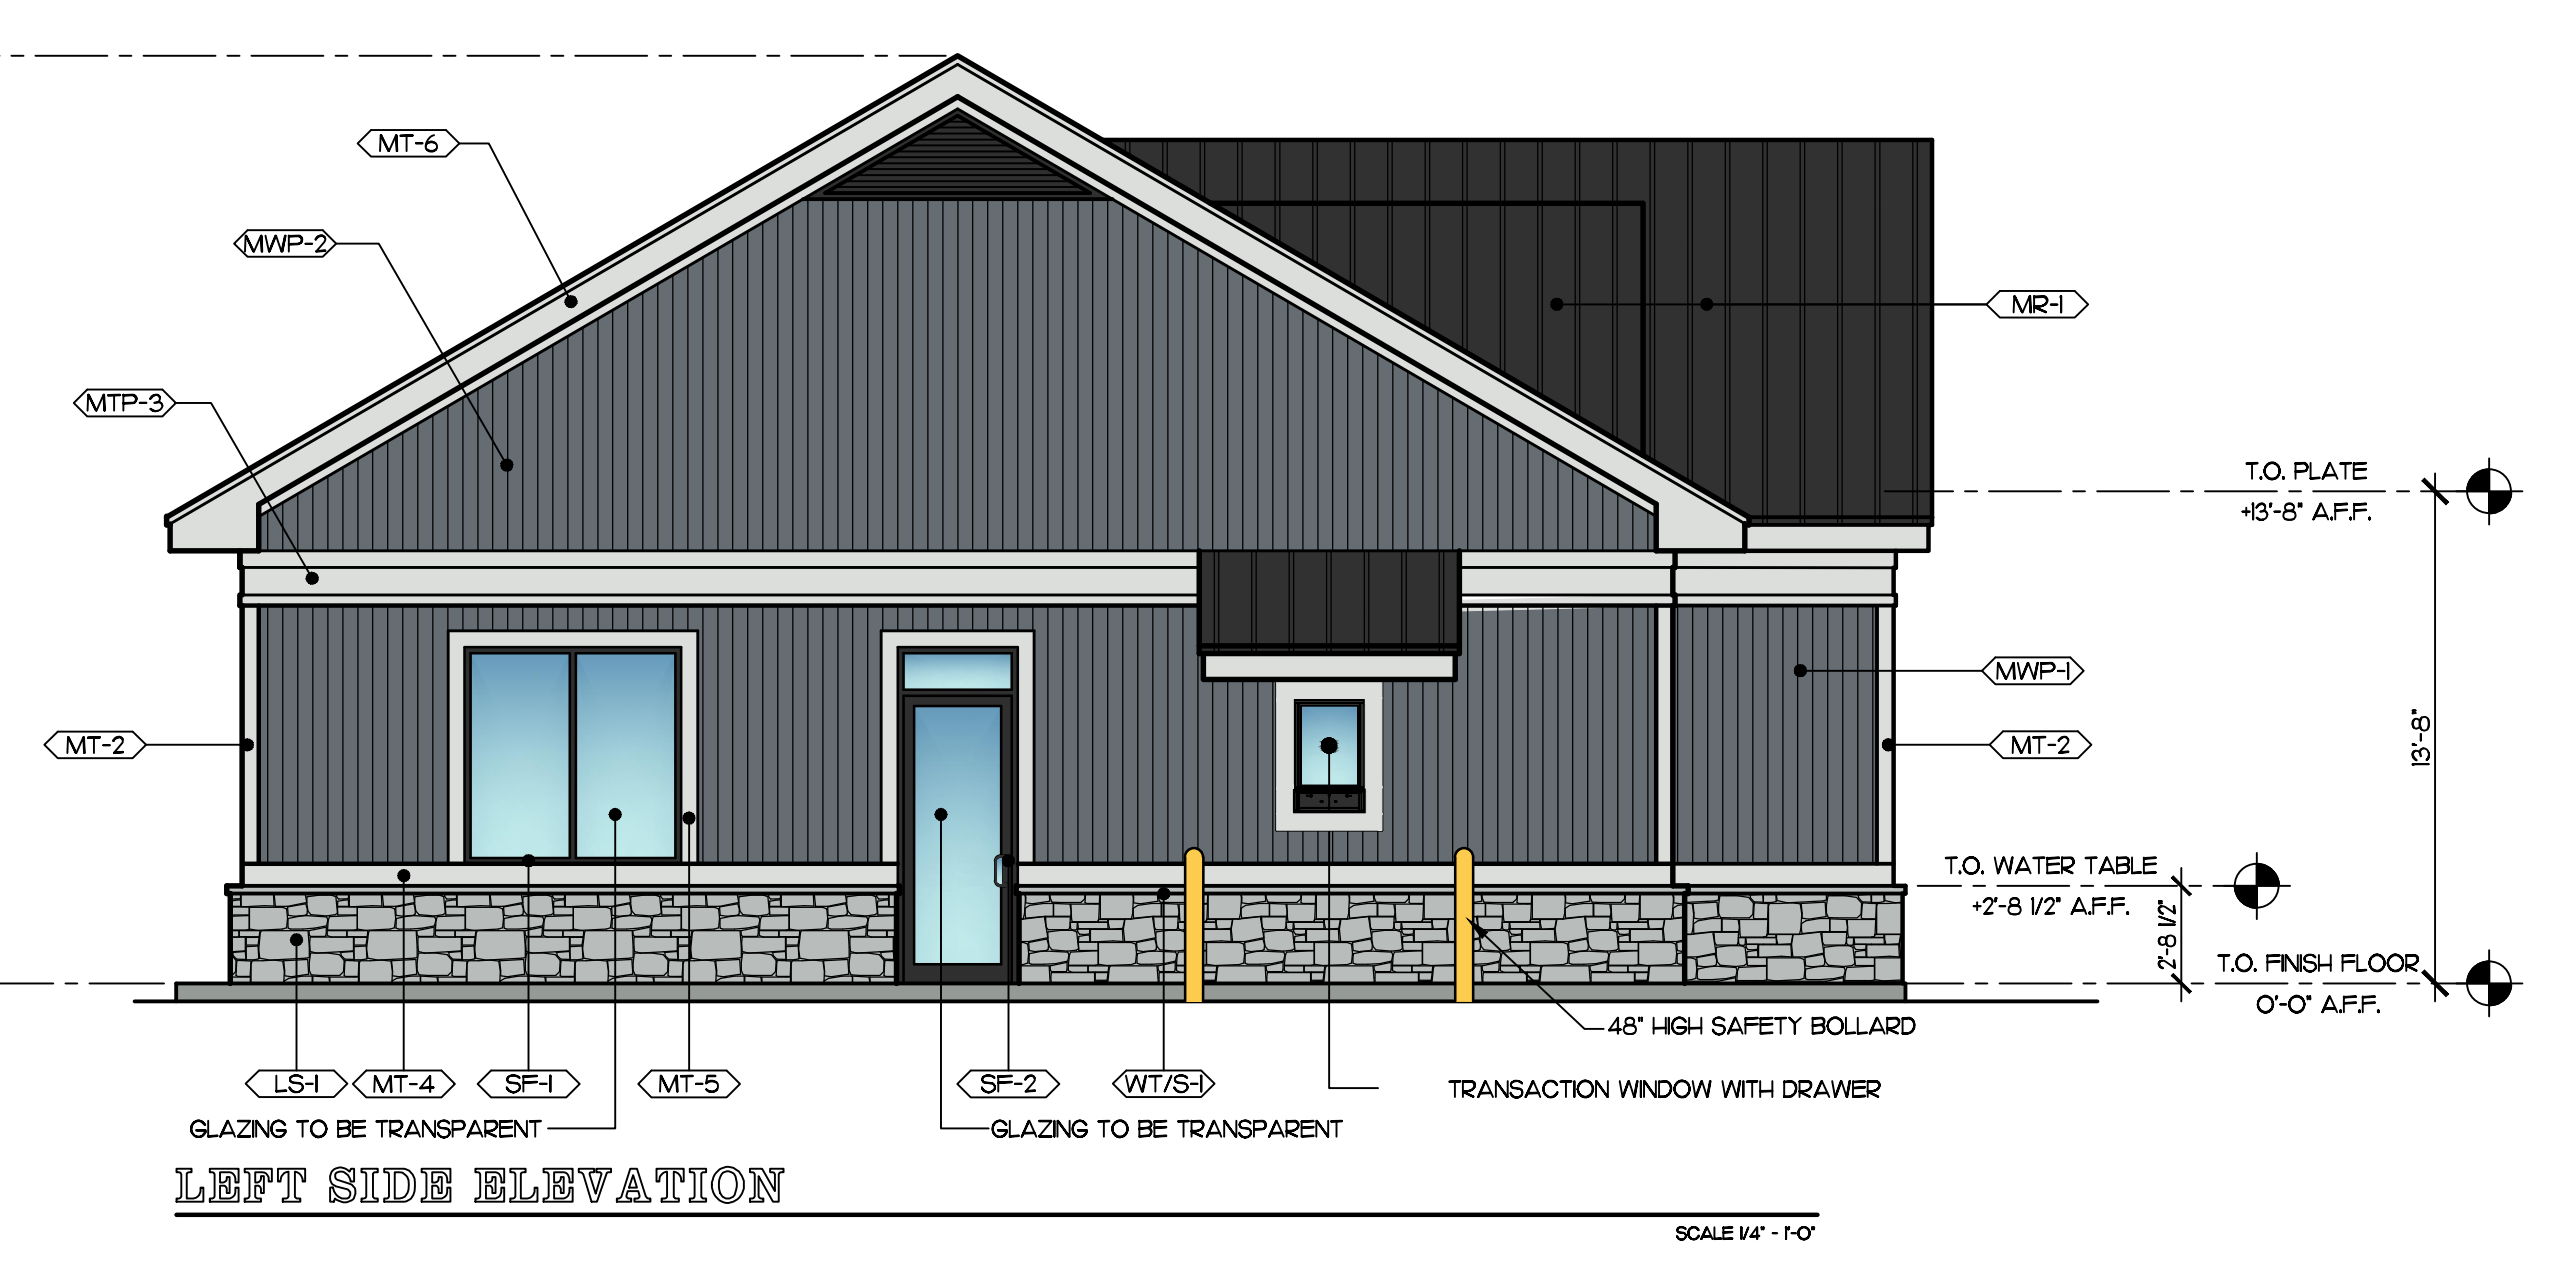 MT-6
MWP-2
MR-1
MTP-3
T.O. PLATE
+13'-8" A.F.F.
MWP-1
MT-2
MT-2
13'-8"
T.O. WATER TABLE
+2'-8 1/2" A.F.F.
2'-8 1/2"
T.O. FINISH FLOOR
0'-0" A.F.F.
48" HIGH SAFETY BOLLARD
LS-1
MT-4
SF-1
MT-5
SF-2
WT/S-1
TRANSACTION WINDOW WITH DRAWER
GLAZING TO BE TRANSPARENT
GLAZING TO BE TRANSPARENT
LEFT SIDE ELEVATION
SCALE 1/4" - 1'-0"